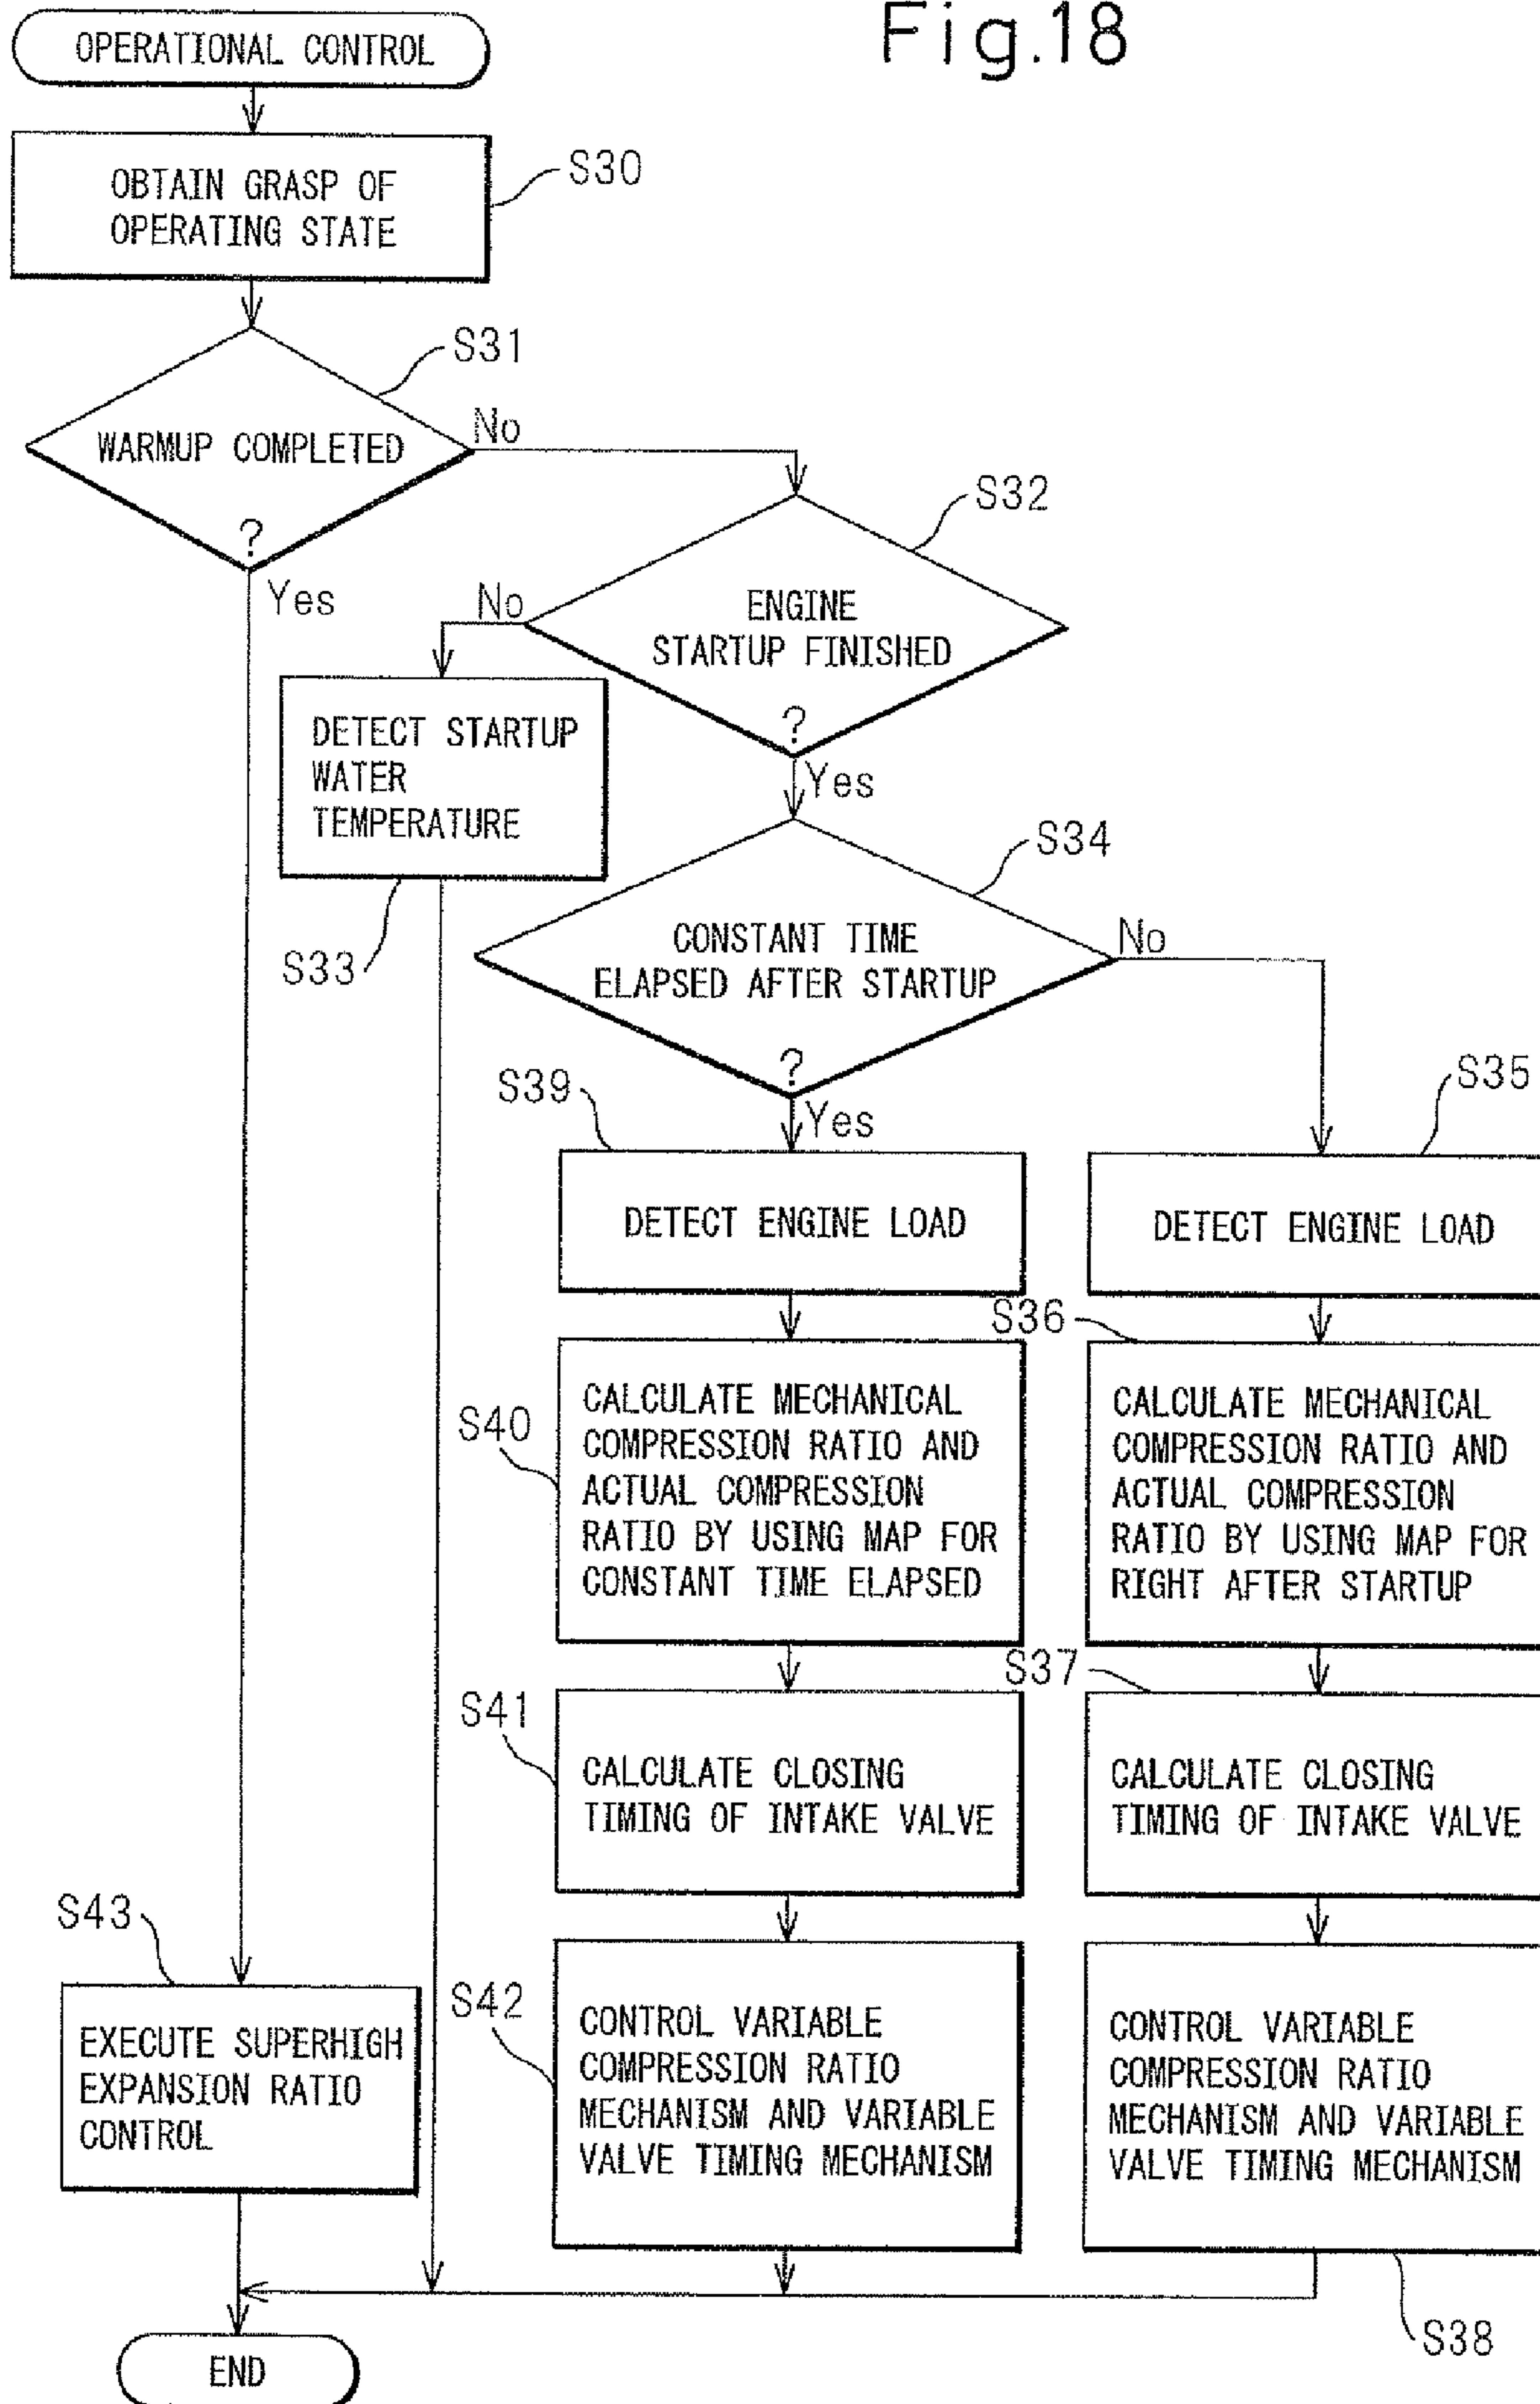 Fig.18
OPERATIONAL CONTROL
OBTAIN GRASP OF
OPERATING STATE
S30
S31
WARMUP COMPLETED
?
No
Yes
S32
ENGINE
STARTUP FINISHED
?
No
Yes
DETECT STARTUP
WATER
TEMPERATURE
S33
S34
CONSTANT TIME
ELAPSED AFTER STARTUP
?
No
Yes
S39
DETECT ENGINE LOAD
S35
DETECT ENGINE LOAD
S40
CALCULATE MECHANICAL
COMPRESSION RATIO AND
ACTUAL COMPRESSION
RATIO BY USING MAP FOR
CONSTANT TIME ELAPSED
S36
CALCULATE MECHANICAL
COMPRESSION RATIO AND
ACTUAL COMPRESSION
RATIO BY USING MAP FOR
RIGHT AFTER STARTUP
S41
CALCULATE CLOSING
TIMING OF INTAKE VALVE
S37
CALCULATE CLOSING
TIMING OF INTAKE VALVE
S43
EXECUTE SUPERHIGH
EXPANSION RATIO
CONTROL
S42
CONTROL VARIABLE
COMPRESSION RATIO
MECHANISM AND VARIABLE
VALVE TIMING MECHANISM
CONTROL VARIABLE
COMPRESSION RATIO
MECHANISM AND VARIABLE
VALVE TIMING MECHANISM
S38
END